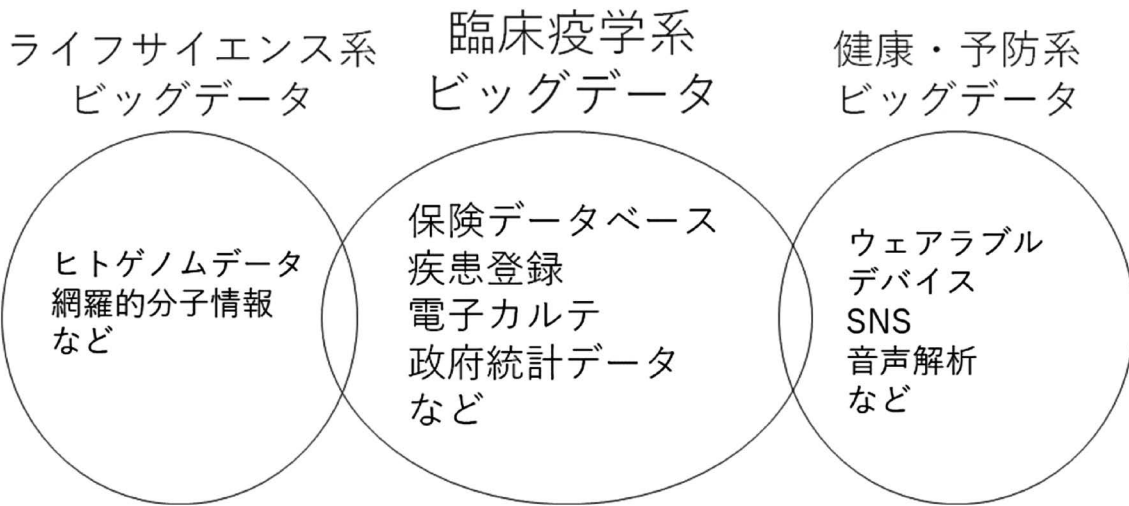 ライフサイエンス系
ビッグデータ
臨床疫学系
ビッグデータ
健康・予防系
ビッグデータ
ヒトゲノムデータ
網羅的分子情報
など
保険データベース
疾患登録
電子カルテ
政府統計データ
など
ウェアラブル
デバイス
SNS
音声解析
など